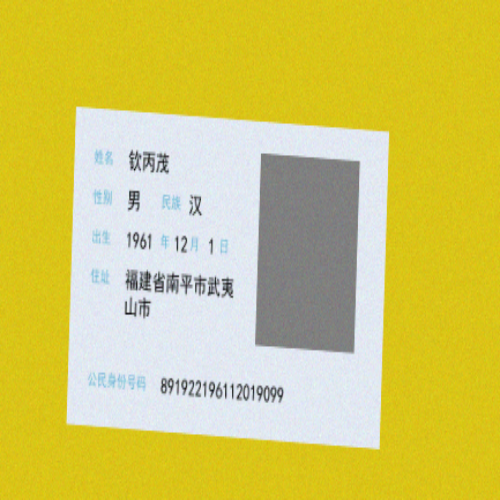 姓名 钦丙茂
性别 男 民族 汉
出生 1961 年 12 月 1 日
住址 福建省南平市武夷
山市
公民身份号码 891922196112019099